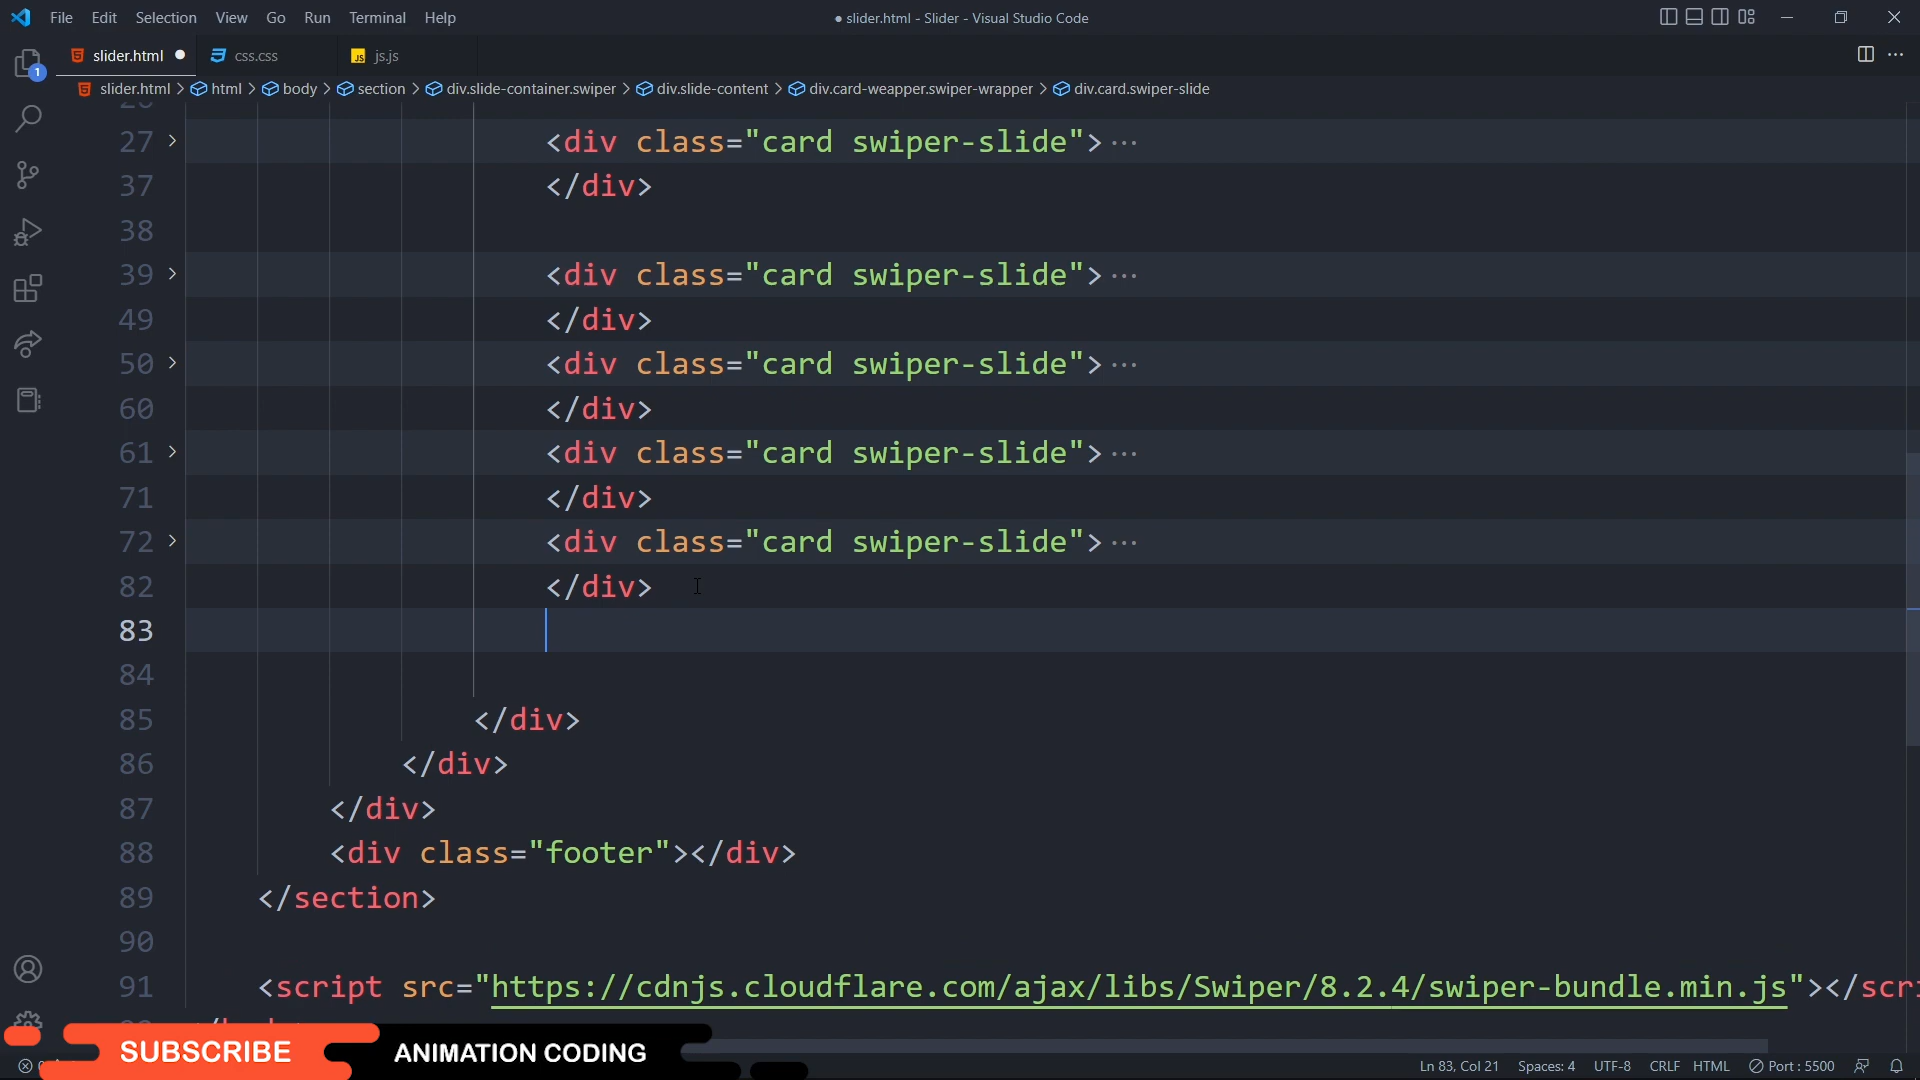 File Edit Selection View Go Run Terminal Help ● slider.html - Slider - Visual Studio Code
slider.html ● css.css JS js.js
1
slider.html > html > body > section > div.slide-container.swiper > div.slide-content > div.card-weapper.swiper-wrapper > div.card.swiper-slide
27 <div class="card swiper-slide">···
37 </div>
38
39 <div class="card swiper-slide">···
49 </div>
50 <div class="card swiper-slide">···
60 </div>
61 <div class="card swiper-slide">···
71 </div>
72 <div class="card swiper-slide">···
82 </div>
83
84
85 </div>
86 </div>
87 </div>
88 <div class="footer"></div>
89 </section>
90
91 <script src="https://cdnjs.cloudflare.com/ajax/libs/Swiper/8.2.4/swiper-bundle.min.js"></scri
SUBSCRIBE ANIMATION CODING
Ln 83, Col 21 Spaces: 4 UTF-8 CRLF HTML Port : 5500